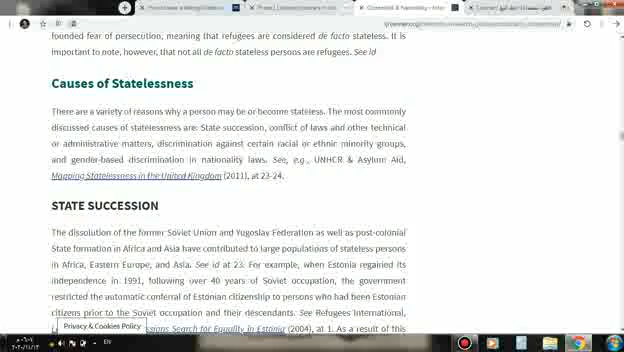 founded fear of persecution, meaning that refugees are considered de facto stateless. It is
important to note, however, that not all de facto stateless persons are refugees. See id
Causes of Statelessness
There are a variety of reasons why a person may be or become stateless. The most commonly
discussed causes of statelessness are: State succession, conflict of laws and other technical
or administrative matters, discrimination against certain racial or ethnic minority groups,
and gender-based discrimination in nationality laws. See, e.g., UNHCR & Asylum Aid,
Mapping Statelessness in the United Kingdom (2011), at 23-24.
STATE SUCCESSION
The dissolution of the former Soviet Union and Yugoslav Federation as well as post-colonial
State formation in Africa and Asia have contributed to large populations of stateless persons
in Africa, Eastern Europe, and Asia. See id at 23. For example, when Estonia regained its
independence in 1991, following over 40 years of Soviet occupation, the government
restricted the automatic conferral of Estonian citizenship to persons who had been Estonian
citizens prior to the Soviet occupation and their descendants. See Refugees International,
Search for Equality in Estonia (2004), at 1. As a result of this
Privacy & Cookies Policy
EN